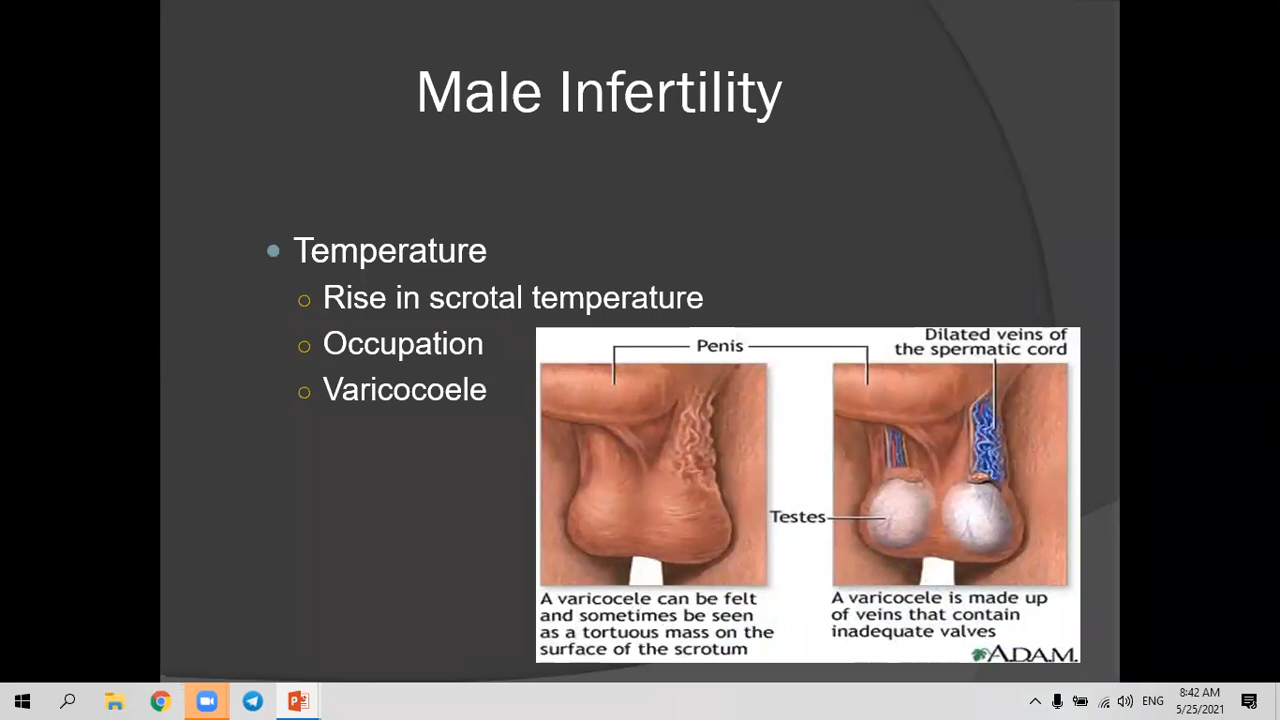 Male Infertility
Temperature
Rise in scrotal temperature
Occupation
Varicocoele
Penis
Dilated veins of
the spermatic cord
Testes
A varicocele can be felt
and sometimes be seen
as a tortuous mass on the
surface of the scrotum
A varicocele is made up
of veins that contain
inadequate valves
A.D.A.M.
ENG
8:42 AM
5/25/2021